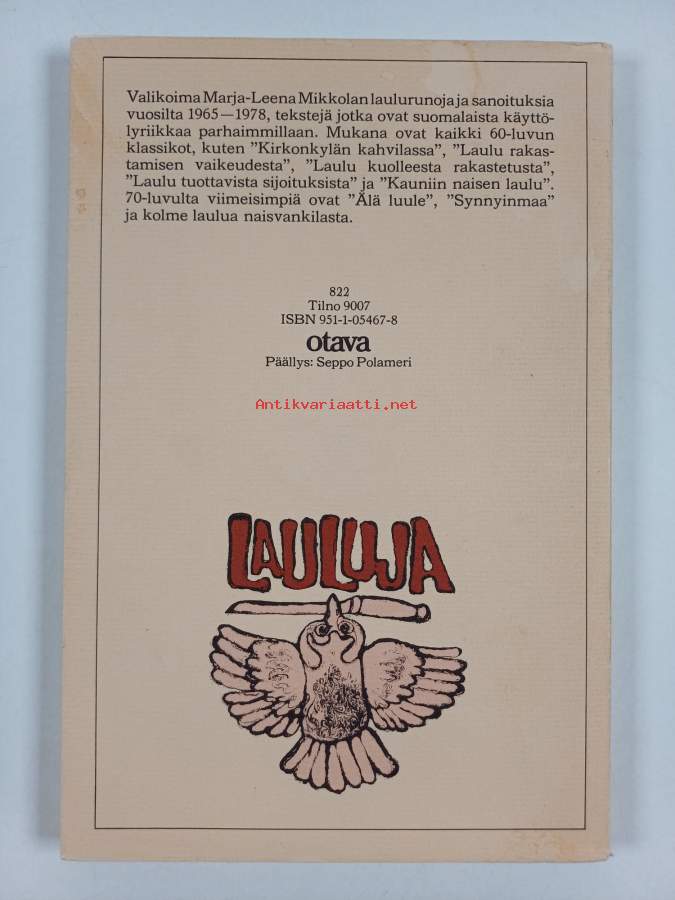 Valikoima Marja-Leena Mikkolan laulurunoja ja sanoituksia
vuosilta 1965—1978, tekstejä jotka ovat suomalaista käyttö-
lyriikkaa parhaimmillaan. Mukana ovat kaikki 60-luvun
klassikot, kuten ”Kirkonkylän kahvilassa”, ”Laulu rakas-
tamisen vaikeudesta”, ”Laulu kuolleesta rakastetusta”,
”Laulu tuottavista sijoituksista” ja ”Kauniin naisen laulu”.
70-luvulta viimeisimpiä ovat ”Älä luule”, ”Synnyinmaa”
ja kolme laulua naisvankilasta.
822
Tilno 9007
ISBN 951-1-05467-8
otava
Päällys: Seppo Polameri
Antikvariaatti.net
LAULUJA